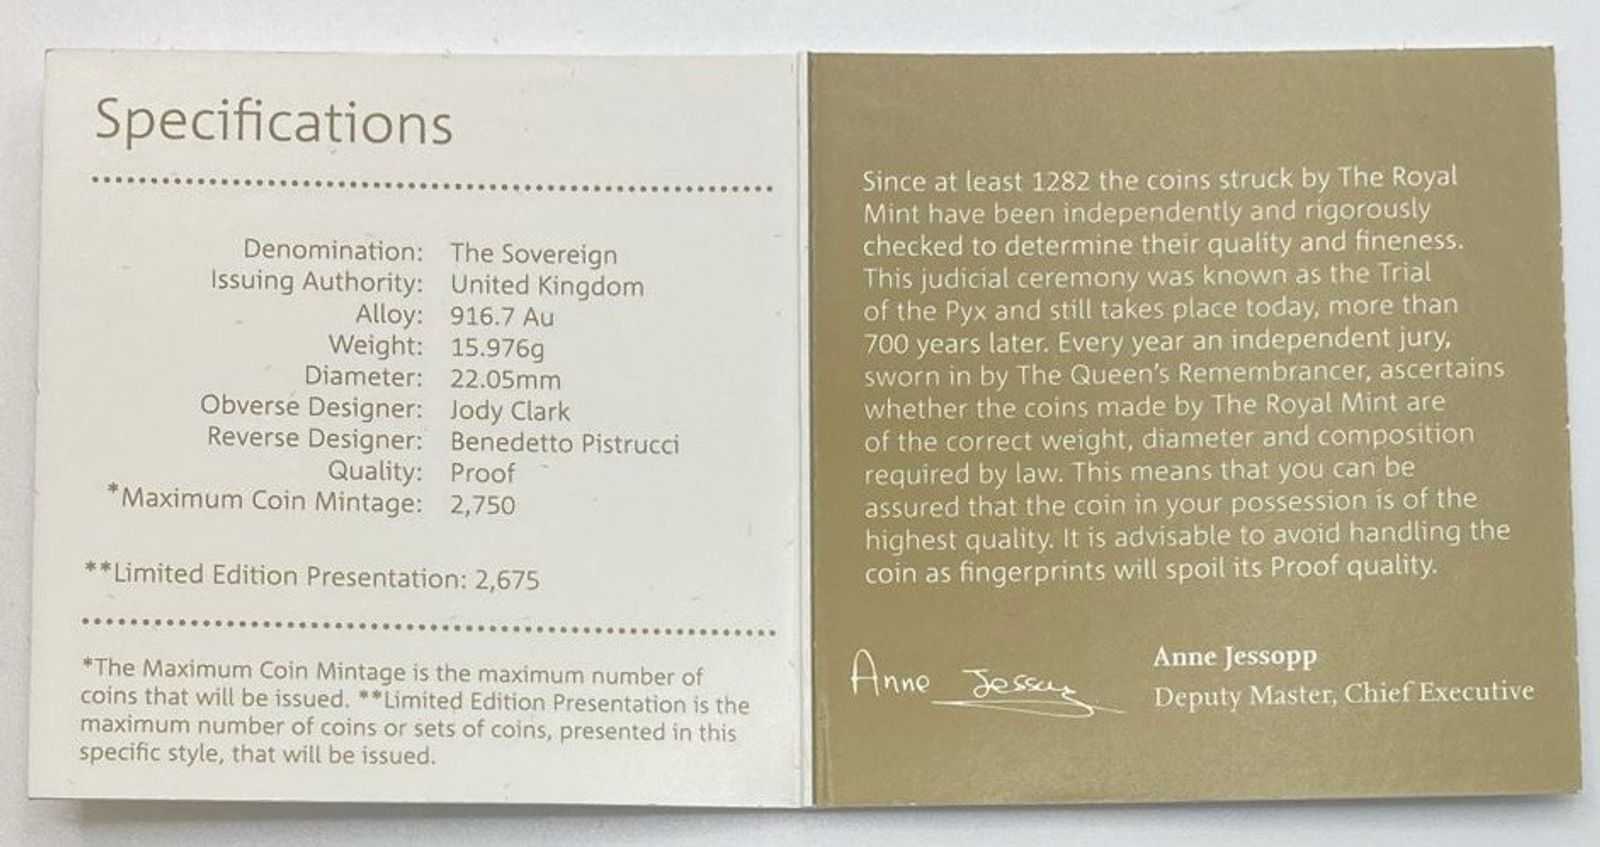 Specifications
Denomination: The Sovereign
Issuing Authority: United Kingdom
Alloy: 916.7 Au
Weight: 15.976g
Diameter: 22.05mm
Obverse Designer: Jody Clark
Reverse Designer: Benedetto Pistrucci
Quality: Proof
*Maximum Coin Mintage: 2,750
**Limited Edition Presentation: 2,675
*The Maximum Coin Mintage is the maximum number of
coins that will be issued. **Limited Edition Presentation is the
maximum number of coins or sets of coins, presented in this
specific style, that will be issued.
Since at least 1282 the coins struck by The Royal
Mint have been independently and rigorously
checked to determine their quality and fineness.
This judicial ceremony was known as the Trial
of the Pyx and still takes place today, more than
700 years later. Every year an independent jury,
sworn in by The Queen's Remembrancer, ascertains
whether the coins made by The Royal Mint are
of the correct weight, diameter and composition
required by law. This means that you can be
assured that the coin in your possession is of the
highest quality. It is advisable to avoid handling the
coin as fingerprints will spoil its Proof quality.
Anne Jessopp
Anne Jessopp
Deputy Master, Chief Executive